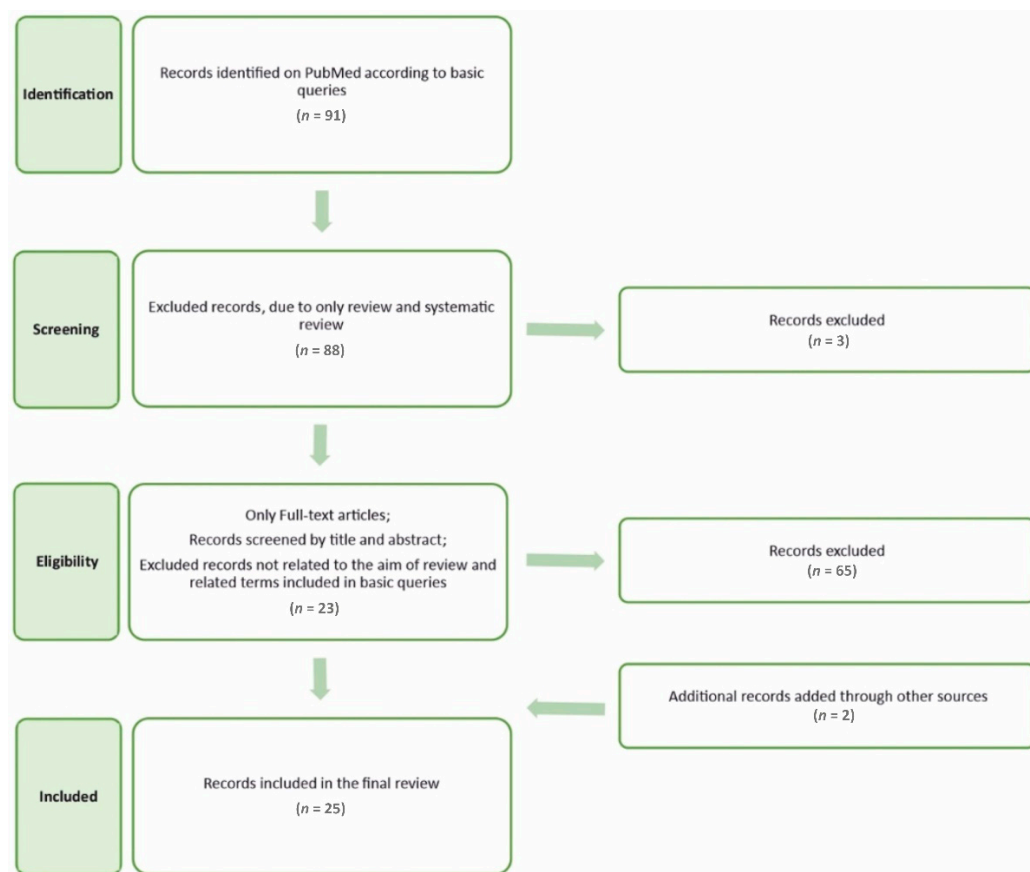 Identification
Records identified on PubMed according to basic
queries
(n = 91)
Screening
Excluded records, due to only review and systematic
review
(n = 88)
Records excluded
(n = 3)
Eligibility
Only Full-text articles;
Records screened by title and abstract;
Excluded records not related to the aim of review and
related terms included in basic queries
(n = 23)
Records excluded
(n = 65)
Additional records added through other sources
(n = 2)
Included
Records included in the final review
(n = 25)